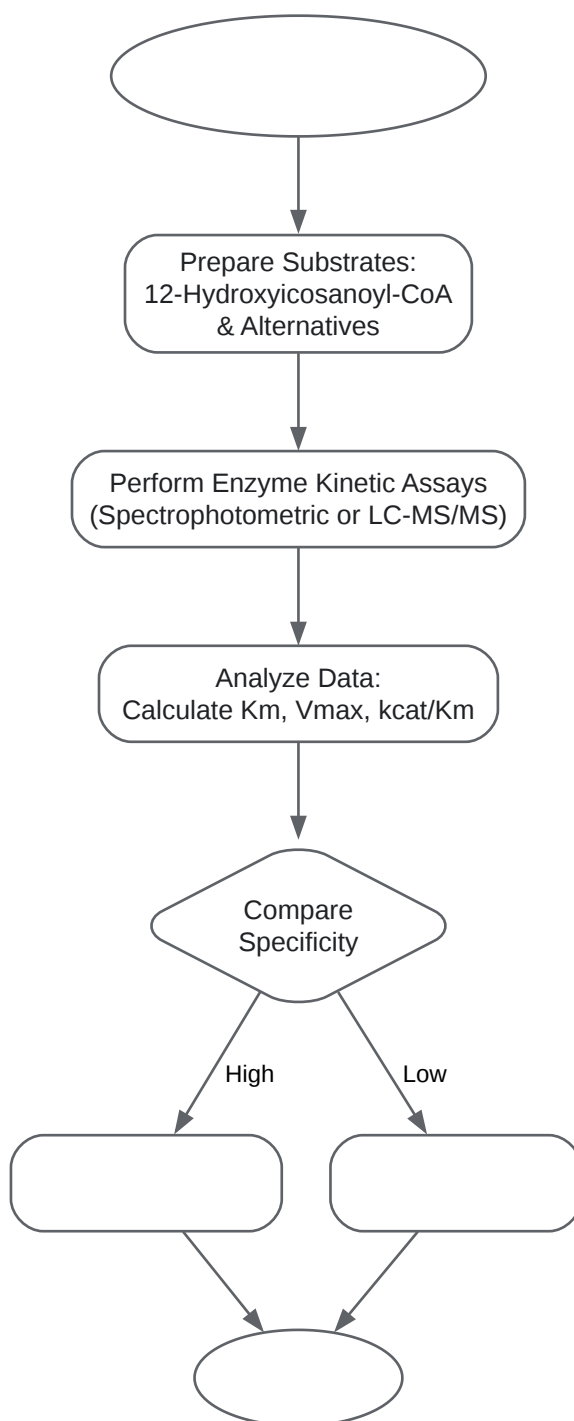 Prepare Substrates:
12-Hydroxyicosanoyl-CoA
& Alternatives
Perform Enzyme Kinetic Assays
(Spectrophotometric or LC-MS/MS)
Analyze Data:
Calculate Km, Vmax, kcat/Km
Compare
Specificity
High
Low